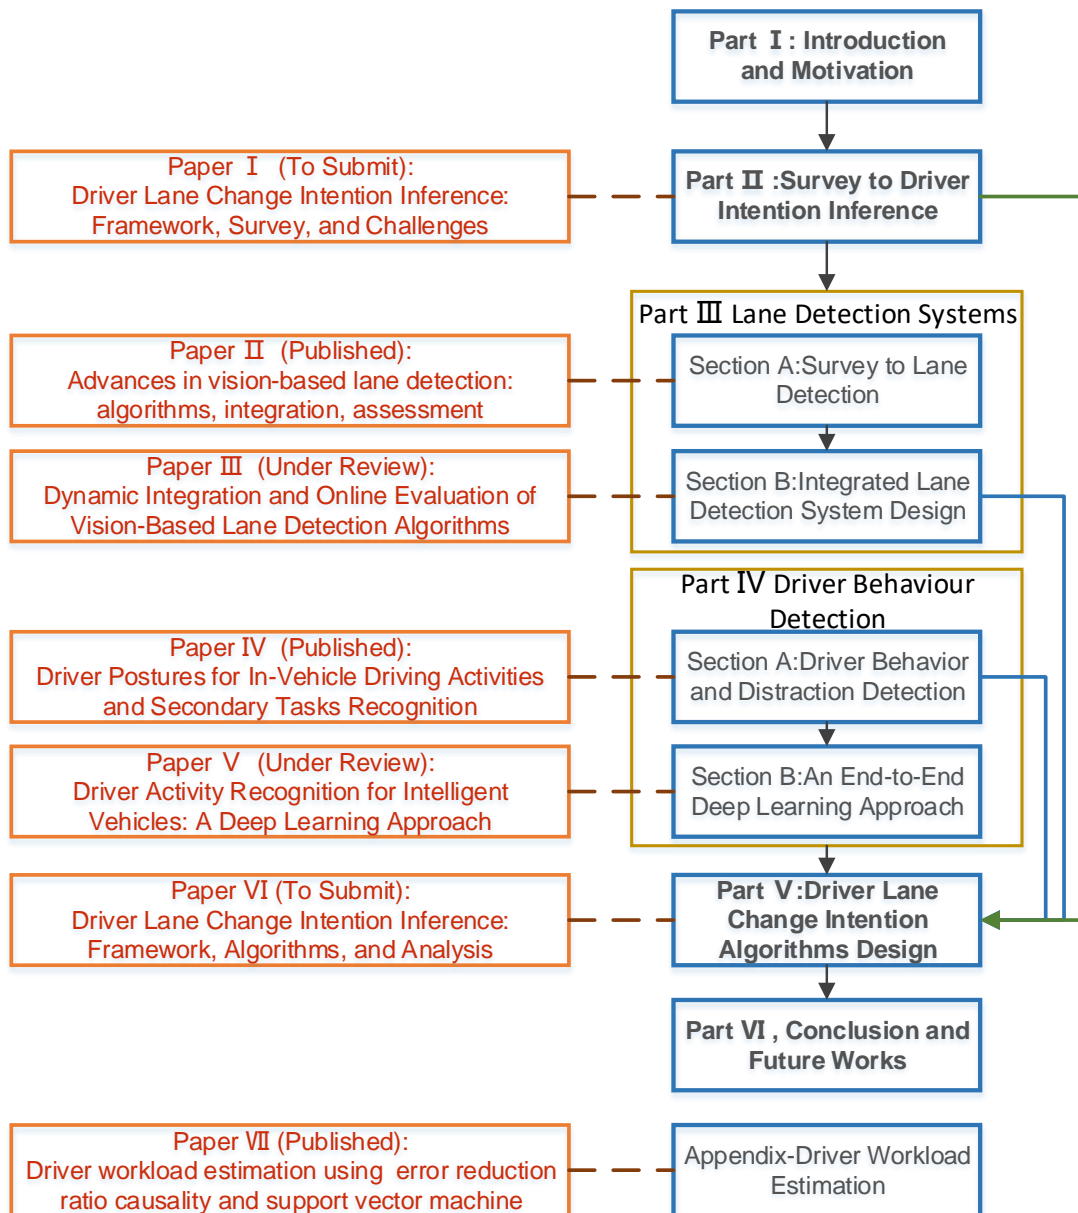 Part Ⅰ: Introduction
and Motivation
Paper Ⅰ (To Submit):
Driver Lane Change Intention Inference:
Framework, Survey, and Challenges
Part Ⅱ :Survey to Driver
Intention Inference
Part Ⅲ Lane Detection Systems
Paper Ⅱ (Published):
Advances in vision-based lane detection:
algorithms, integration, assessment
Section A:Survey to Lane
Detection
Paper Ⅲ (Under Review):
Dynamic Integration and Online Evaluation of
Vision-Based Lane Detection Algorithms
Section B:Integrated Lane
Detection System Design
Part Ⅳ Driver Behaviour
Detection
Paper Ⅳ (Published):
Driver Postures for In-Vehicle Driving Activities
and Secondary Tasks Recognition
Section A:Driver Behavior
and Distraction Detection
Paper Ⅴ (Under Review):
Driver Activity Recognition for Intelligent
Vehicles: A Deep Learning Approach
Section B:An End-to-End
Deep Learning Approach
Paper Ⅵ (To Submit):
Driver Lane Change Intention Inference:
Framework, Algorithms, and Analysis
Part Ⅴ:Driver Lane
Change Intention
Algorithms Design
Part Ⅵ , Conclusion and
Future Works
Paper Ⅶ (Published):
Driver workload estimation using error reduction
ratio causality and support vector machine
Appendix-Driver Workload
Estimation